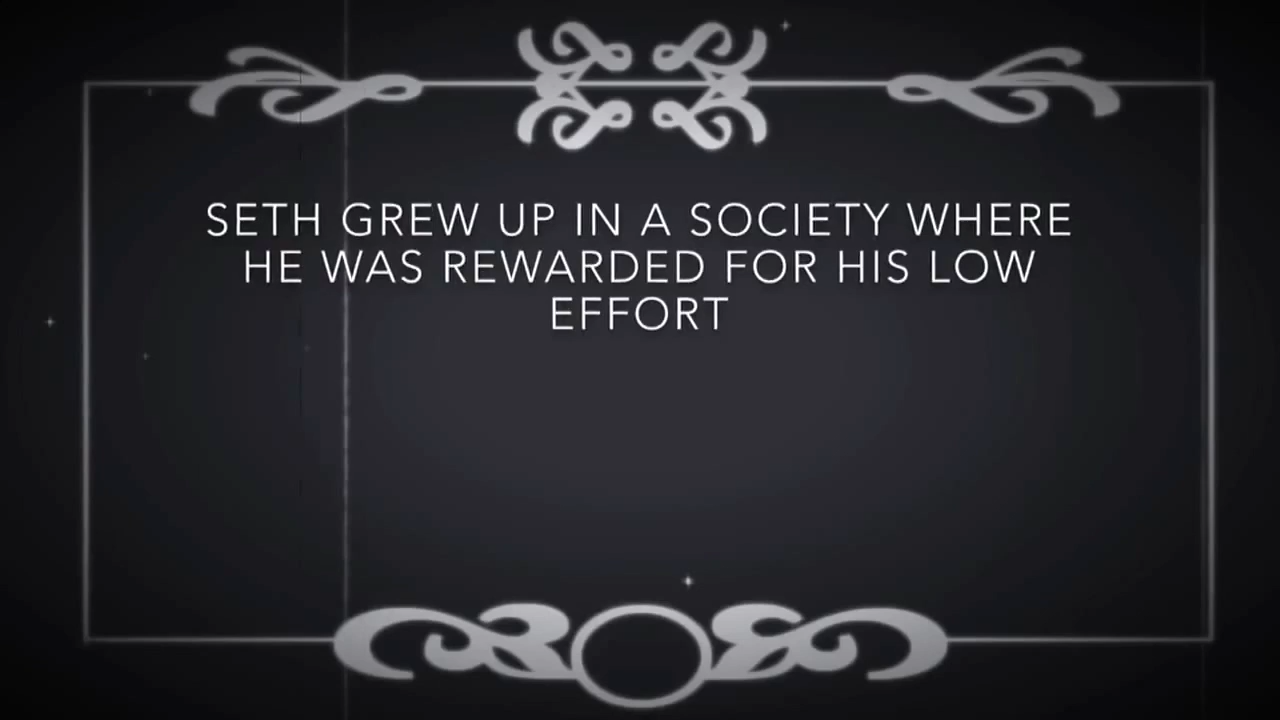 SETH GREW UP IN A SOCIETY WHERE
HE WAS REWARDED FOR HIS LOW
EFFORT